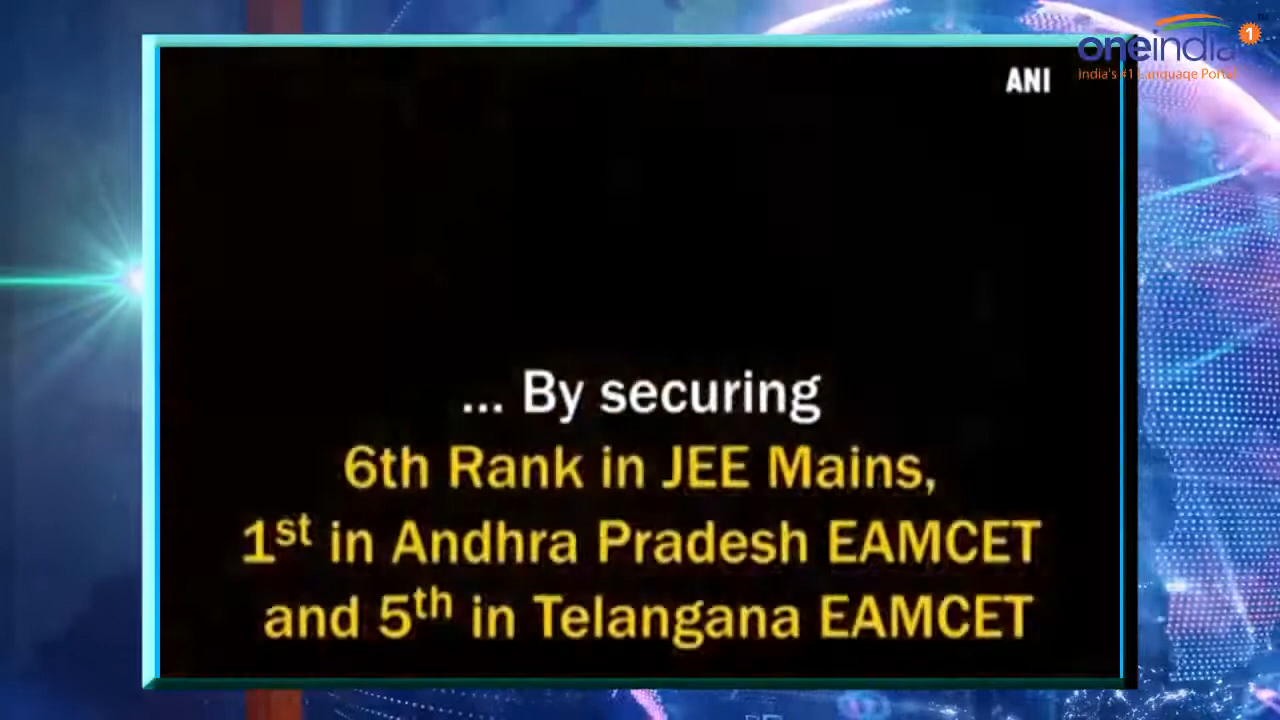 oneindia 1
India's #1 Language Portal
ANI
... By securing
6th Rank in JEE Mains,
1st in Andhra Pradesh EAMCET
and 5th in Telangana EAMCET